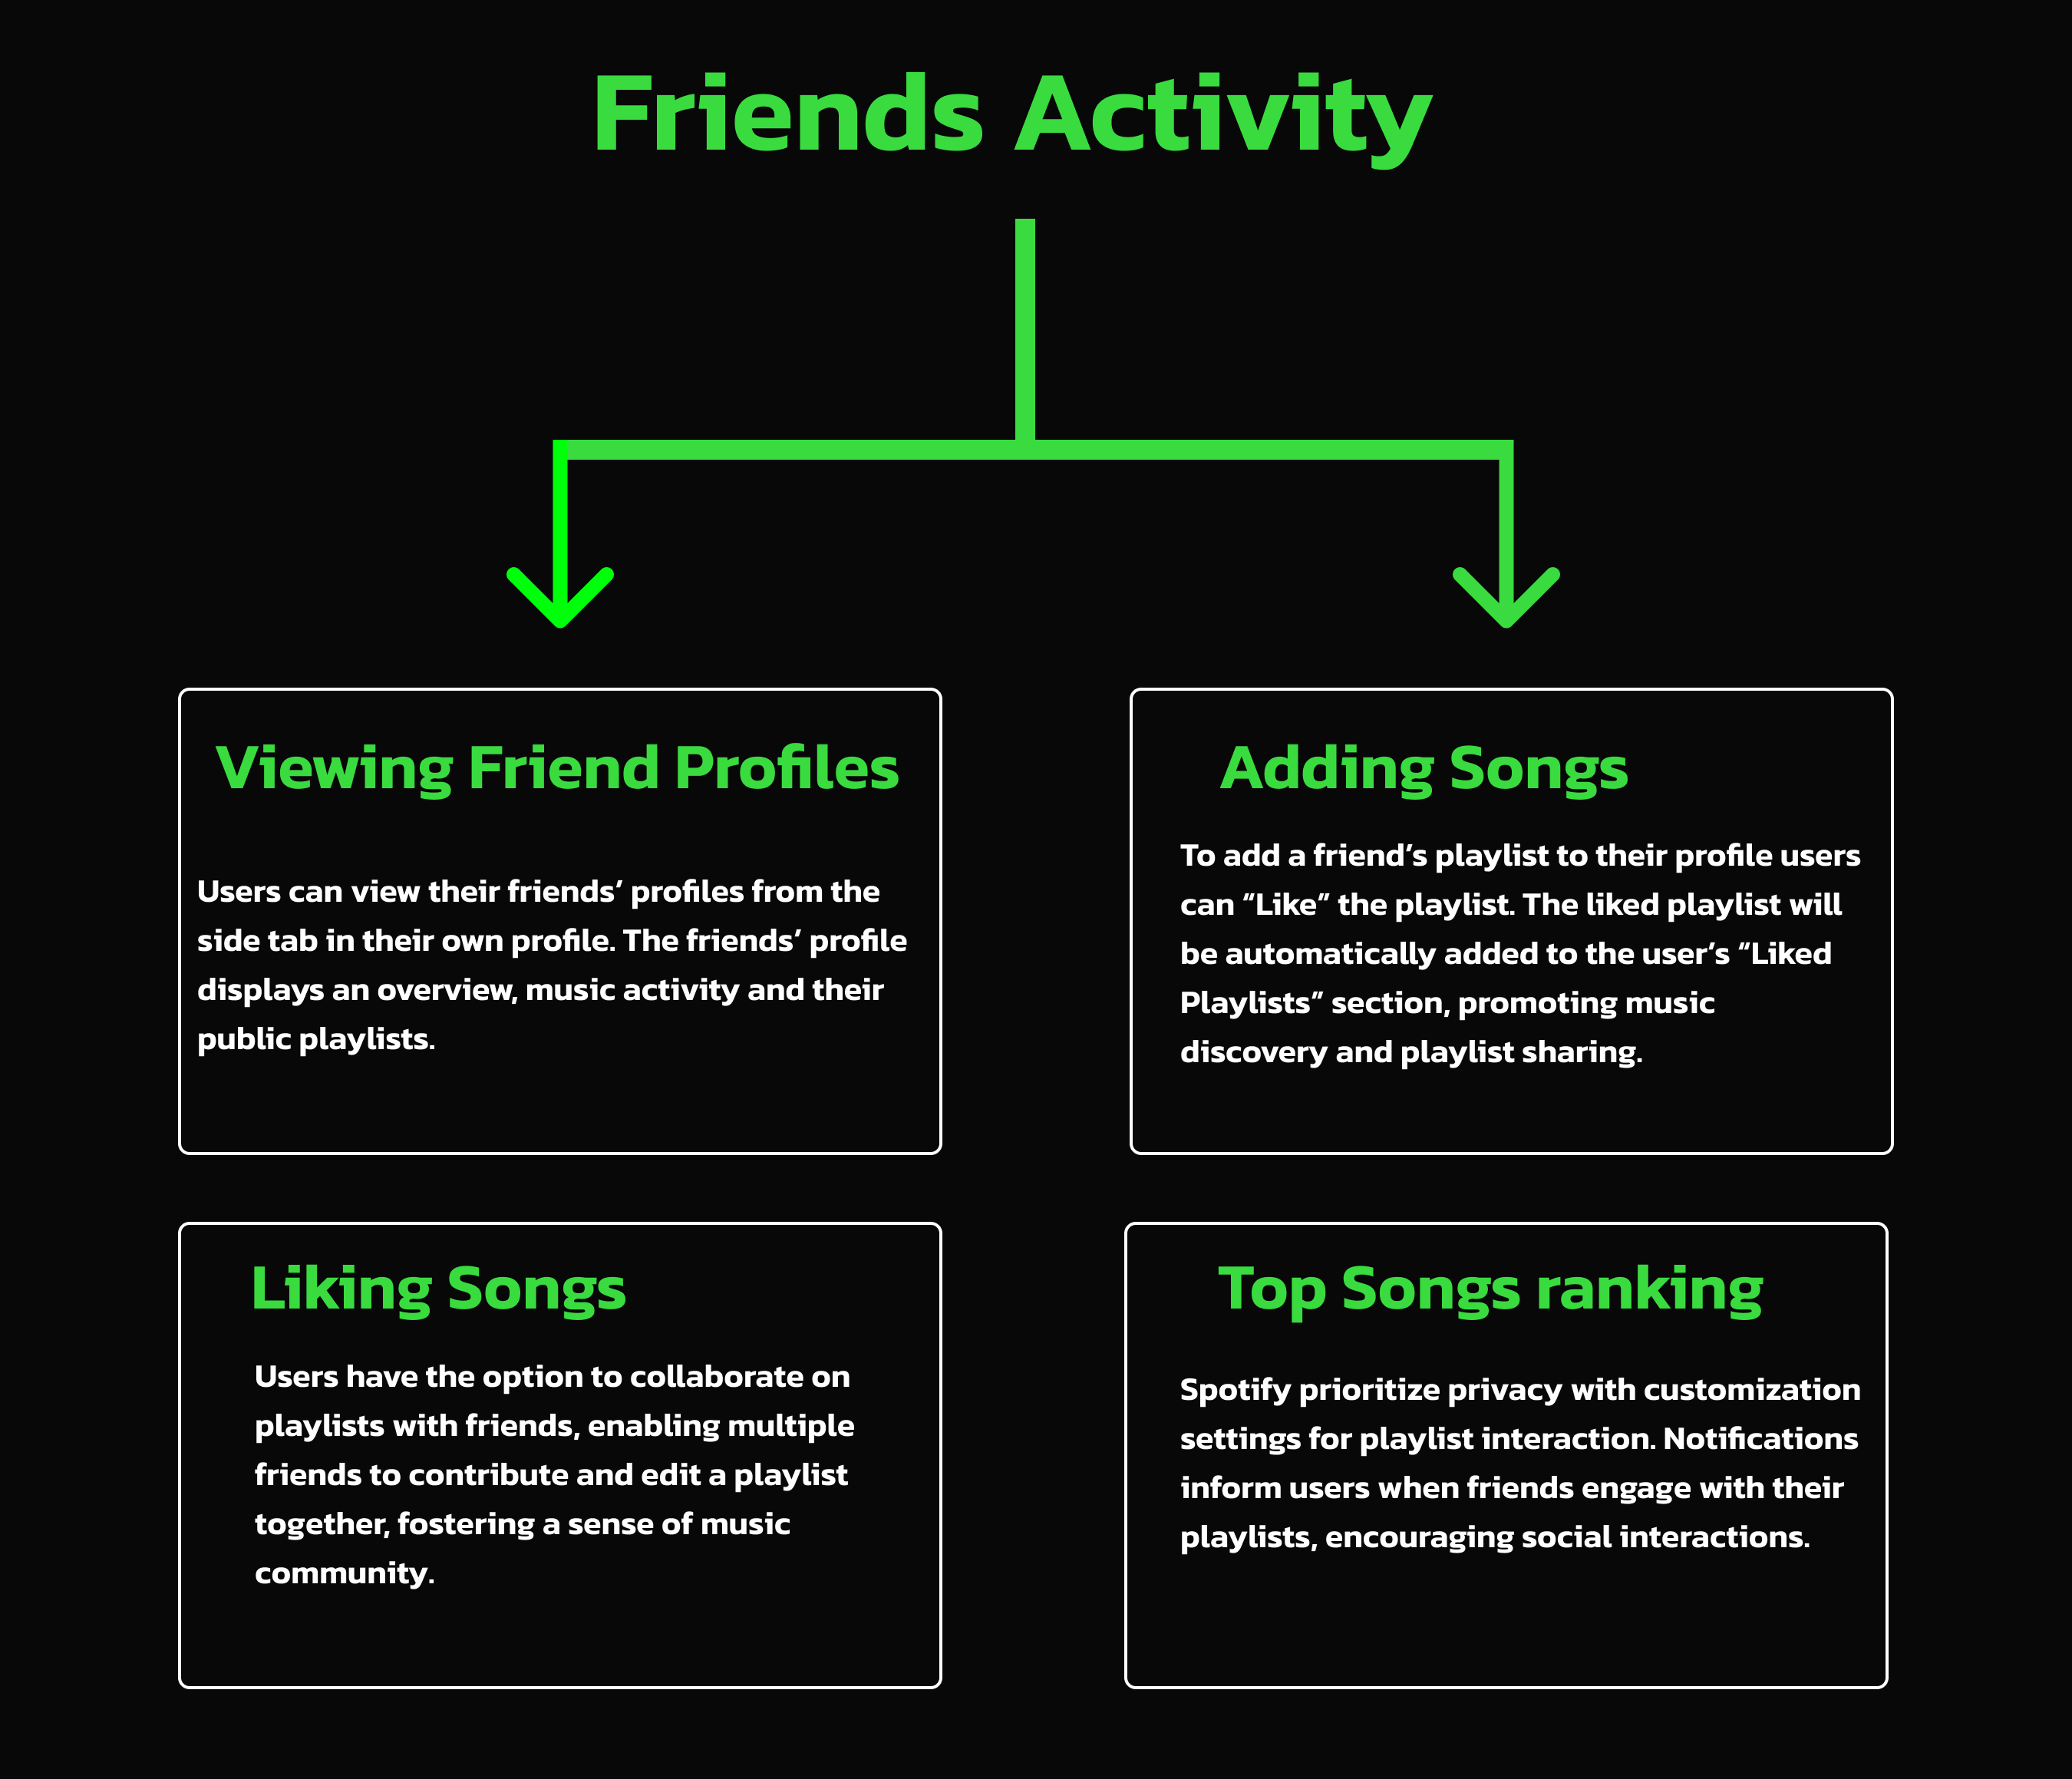 Friends Activity
Viewing Friend Profiles
Users can view their friends’ profiles from the
side tab in their own profile. The friends’ profile
displays an overview, music activity and their
public playlists.
Adding Songs
To add a friend’s playlist to their profile users
can “Like” the playlist. The liked playlist will
be automatically added to the user’s “Liked
Playlists” section, promoting music
discovery and playlist sharing.
Liking Songs
Users have the option to collaborate on
playlists with friends, enabling multiple
friends to contribute and edit a playlist
together, fostering a sense of music
community.
Top Songs ranking
Spotify prioritize privacy with customization
settings for playlist interaction. Notifications
inform users when friends engage with their
playlists, encouraging social interactions.